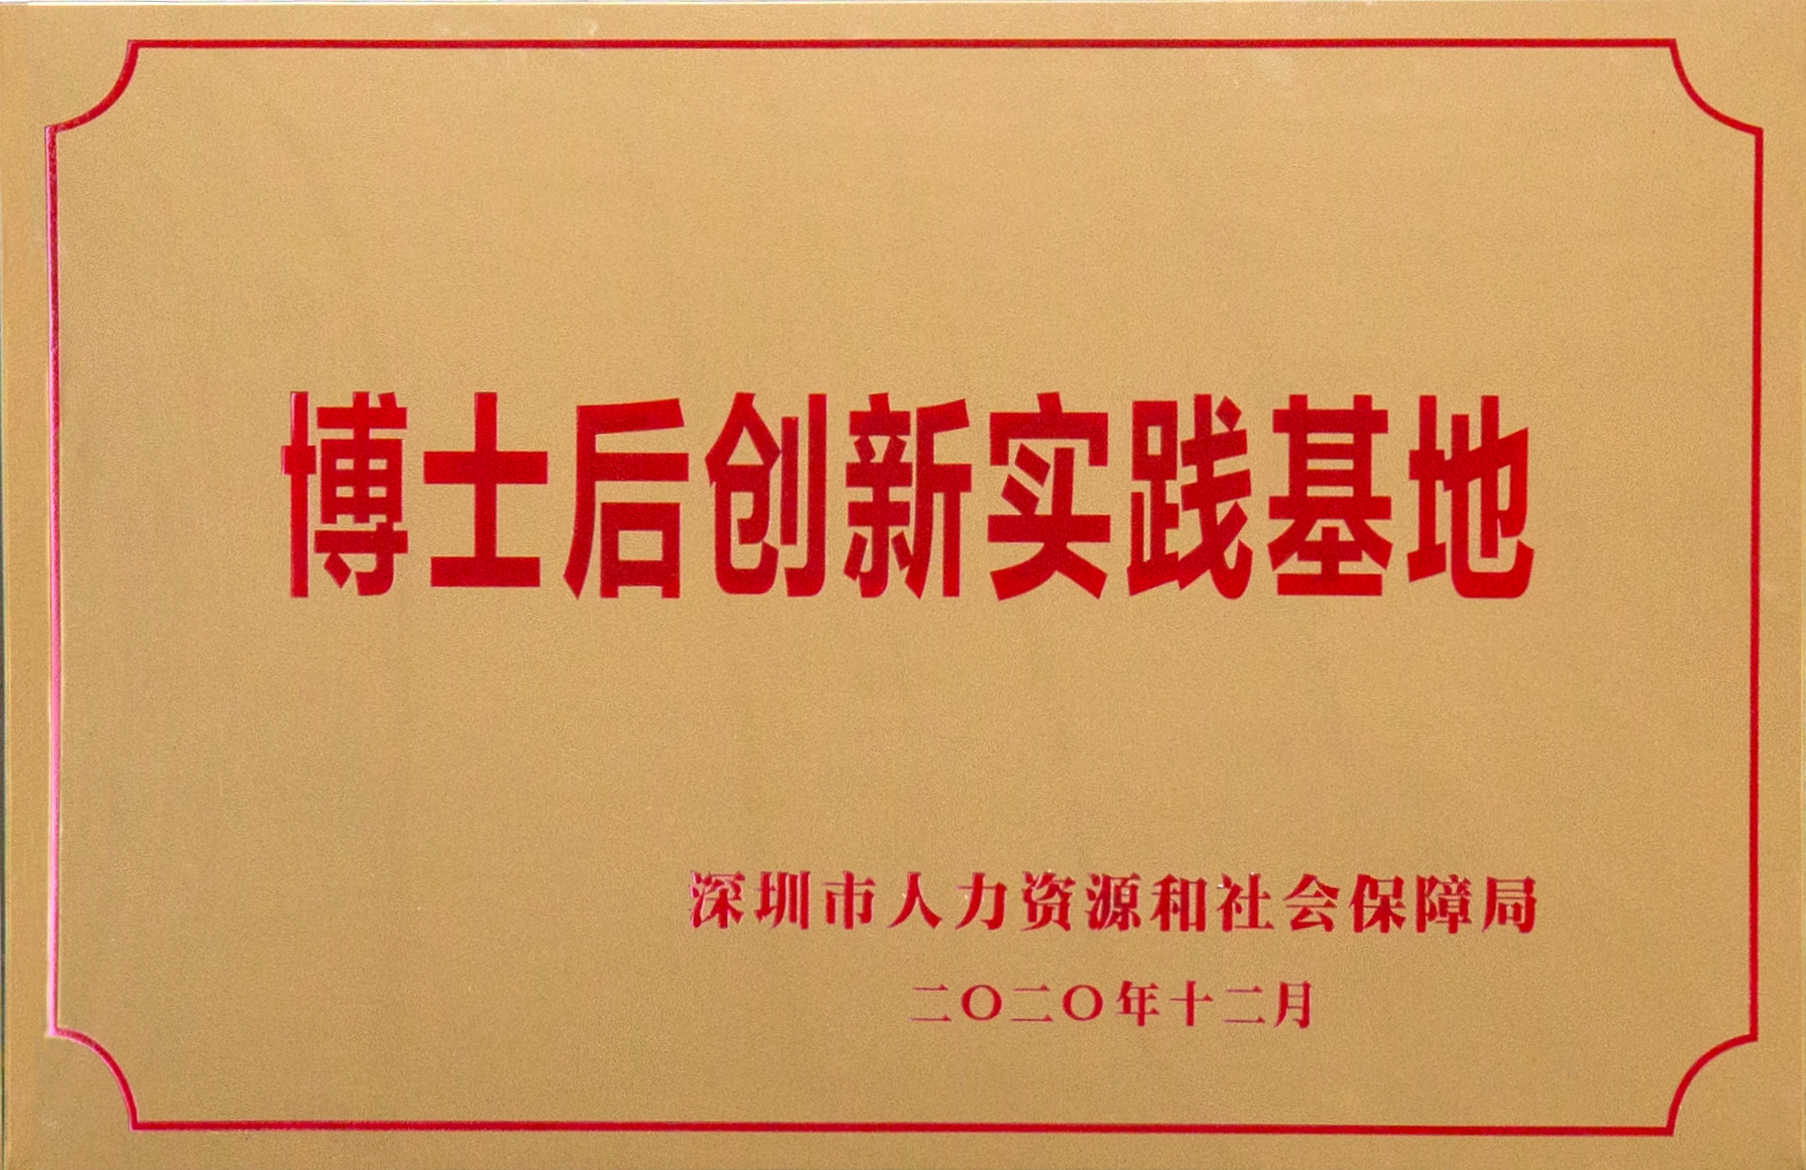 博士后创新实践基地
深圳市人力资源和社会保障局
二〇二〇年十二月